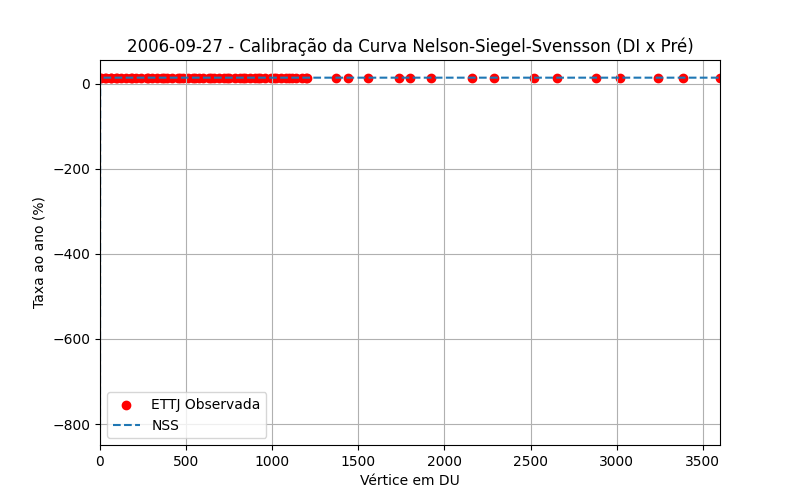 2006-09-27 - Calibração da Curva Nelson-Siegel-Svensson (DI x Pré)
Taxa ao ano (%)
0
−200
−400
−600
−800
ETTJ Observada
NSS
0 500 1000 1500 2000 2500 3000 3500
Vértice em DU